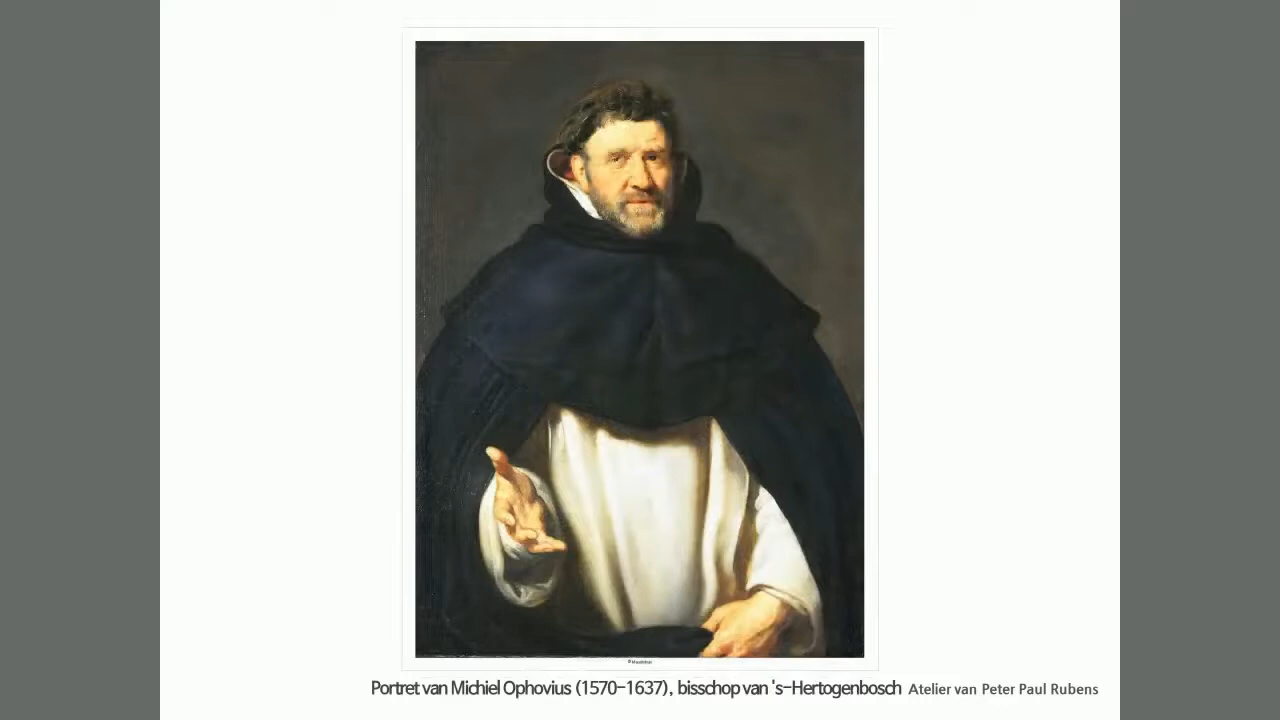 Portret van Michiel Ophovius (1570-1637), bisschop van 's-Hertogenbosch Atelier van Peter Paul Rubens